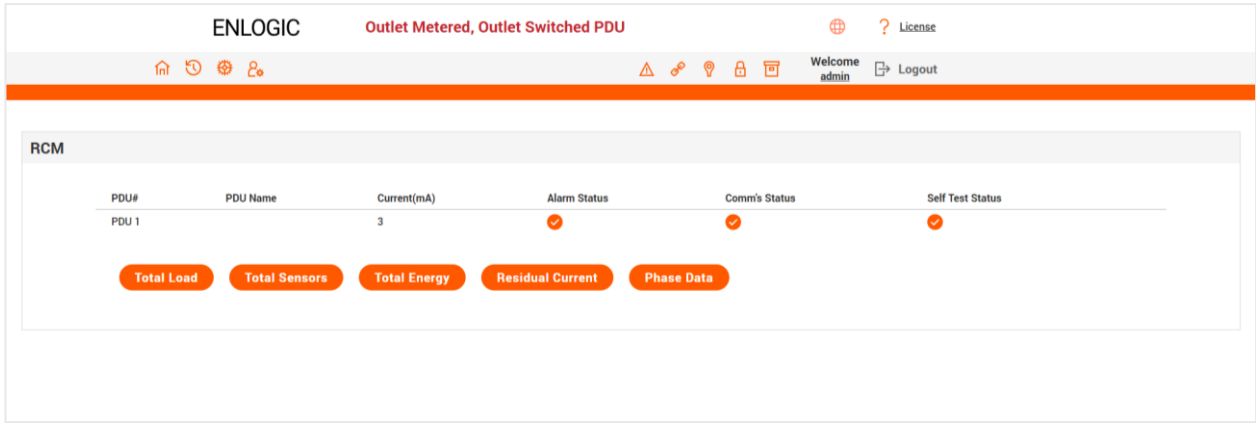 ENLOGIC Outlet Metered, Outlet Switched PDU ? License
Welcome admin Logout
RCM
PDU# PDU Name Current(mA) Alarm Status Comm's Status Self Test Status
PDU 1 3
Total Load Total Sensors Total Energy Residual Current Phase Data